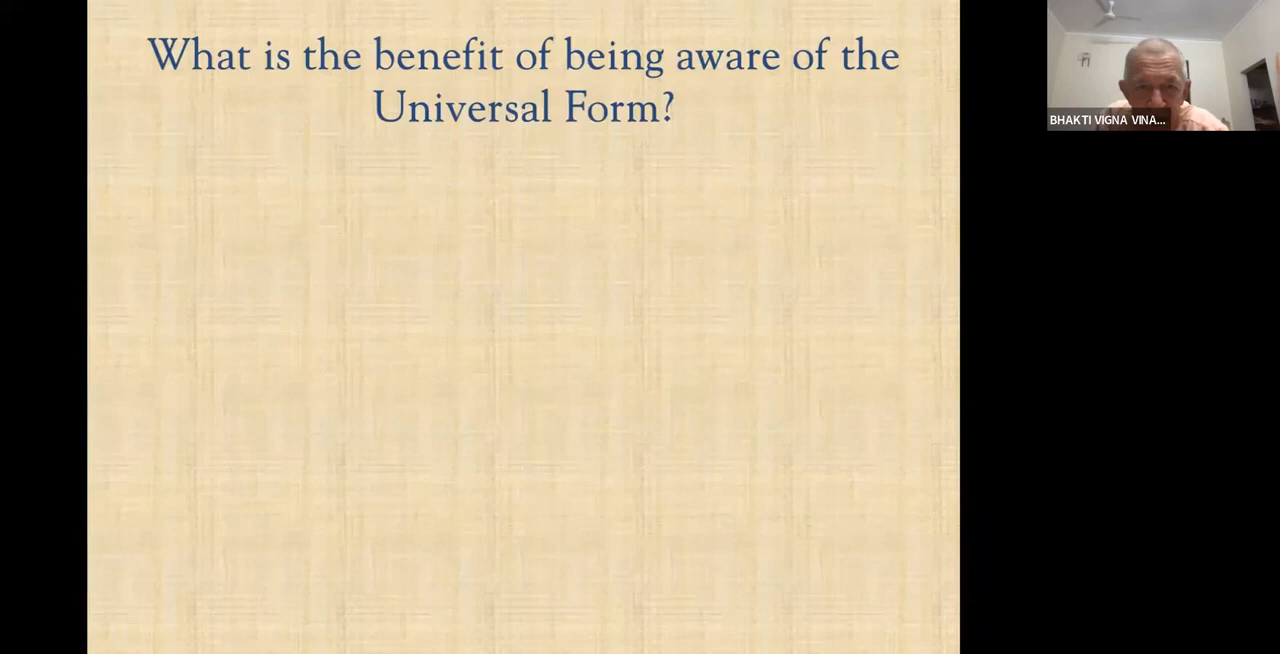 What is the benefit of being aware of the
Universal Form?
BHAKTI VIGNA VINA...